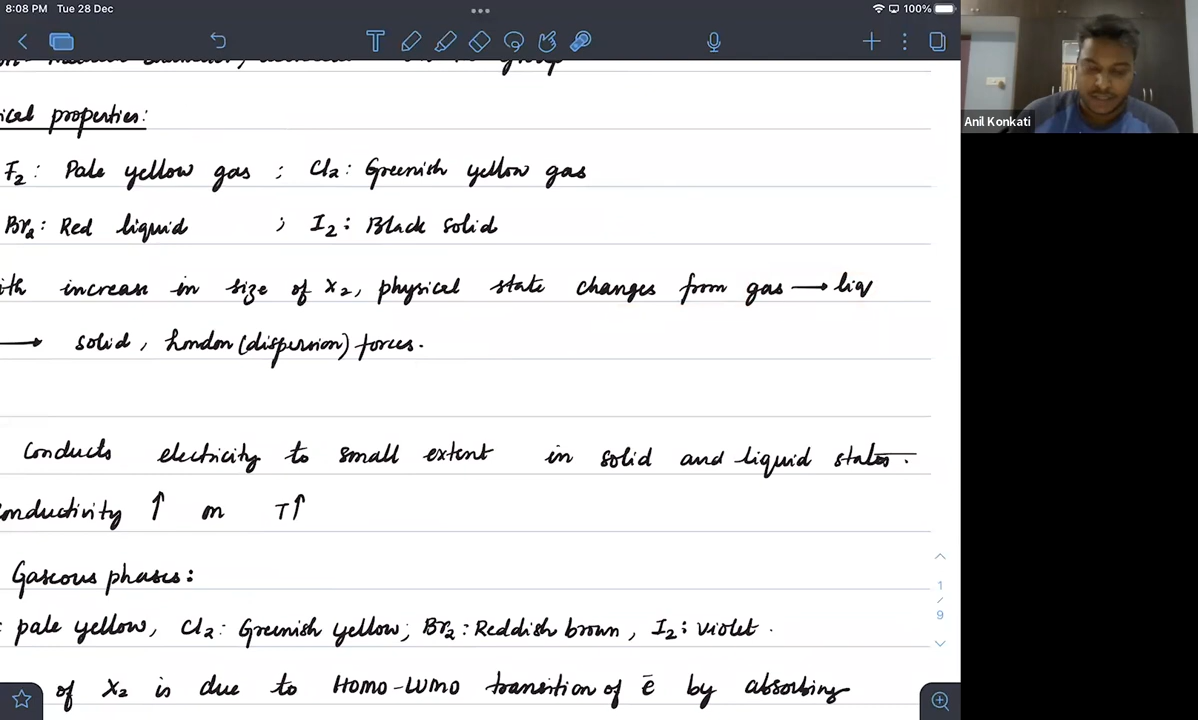 8:08 PM Tue 28 Dec
100%
group
ical properties:
F2: Pale yellow gas ; Cl2: Greenish yellow gas
Br2: Red liquid ; I2: Black solid
ith increase in size of X2, physical state changes from gas → liq
→ solid, London (dispersion) forces.
Conducts electricity to small extent in solid and liquid states.
onductivity ↑ on T↑
Gaseous phases:
: pale yellow, Cl2: Greenish yellow; Br2: Reddish brown, I2: violet.
of X2 is due to HOMO-LUMO transition of ē by absorbing
1
/
9
Anil Konkati